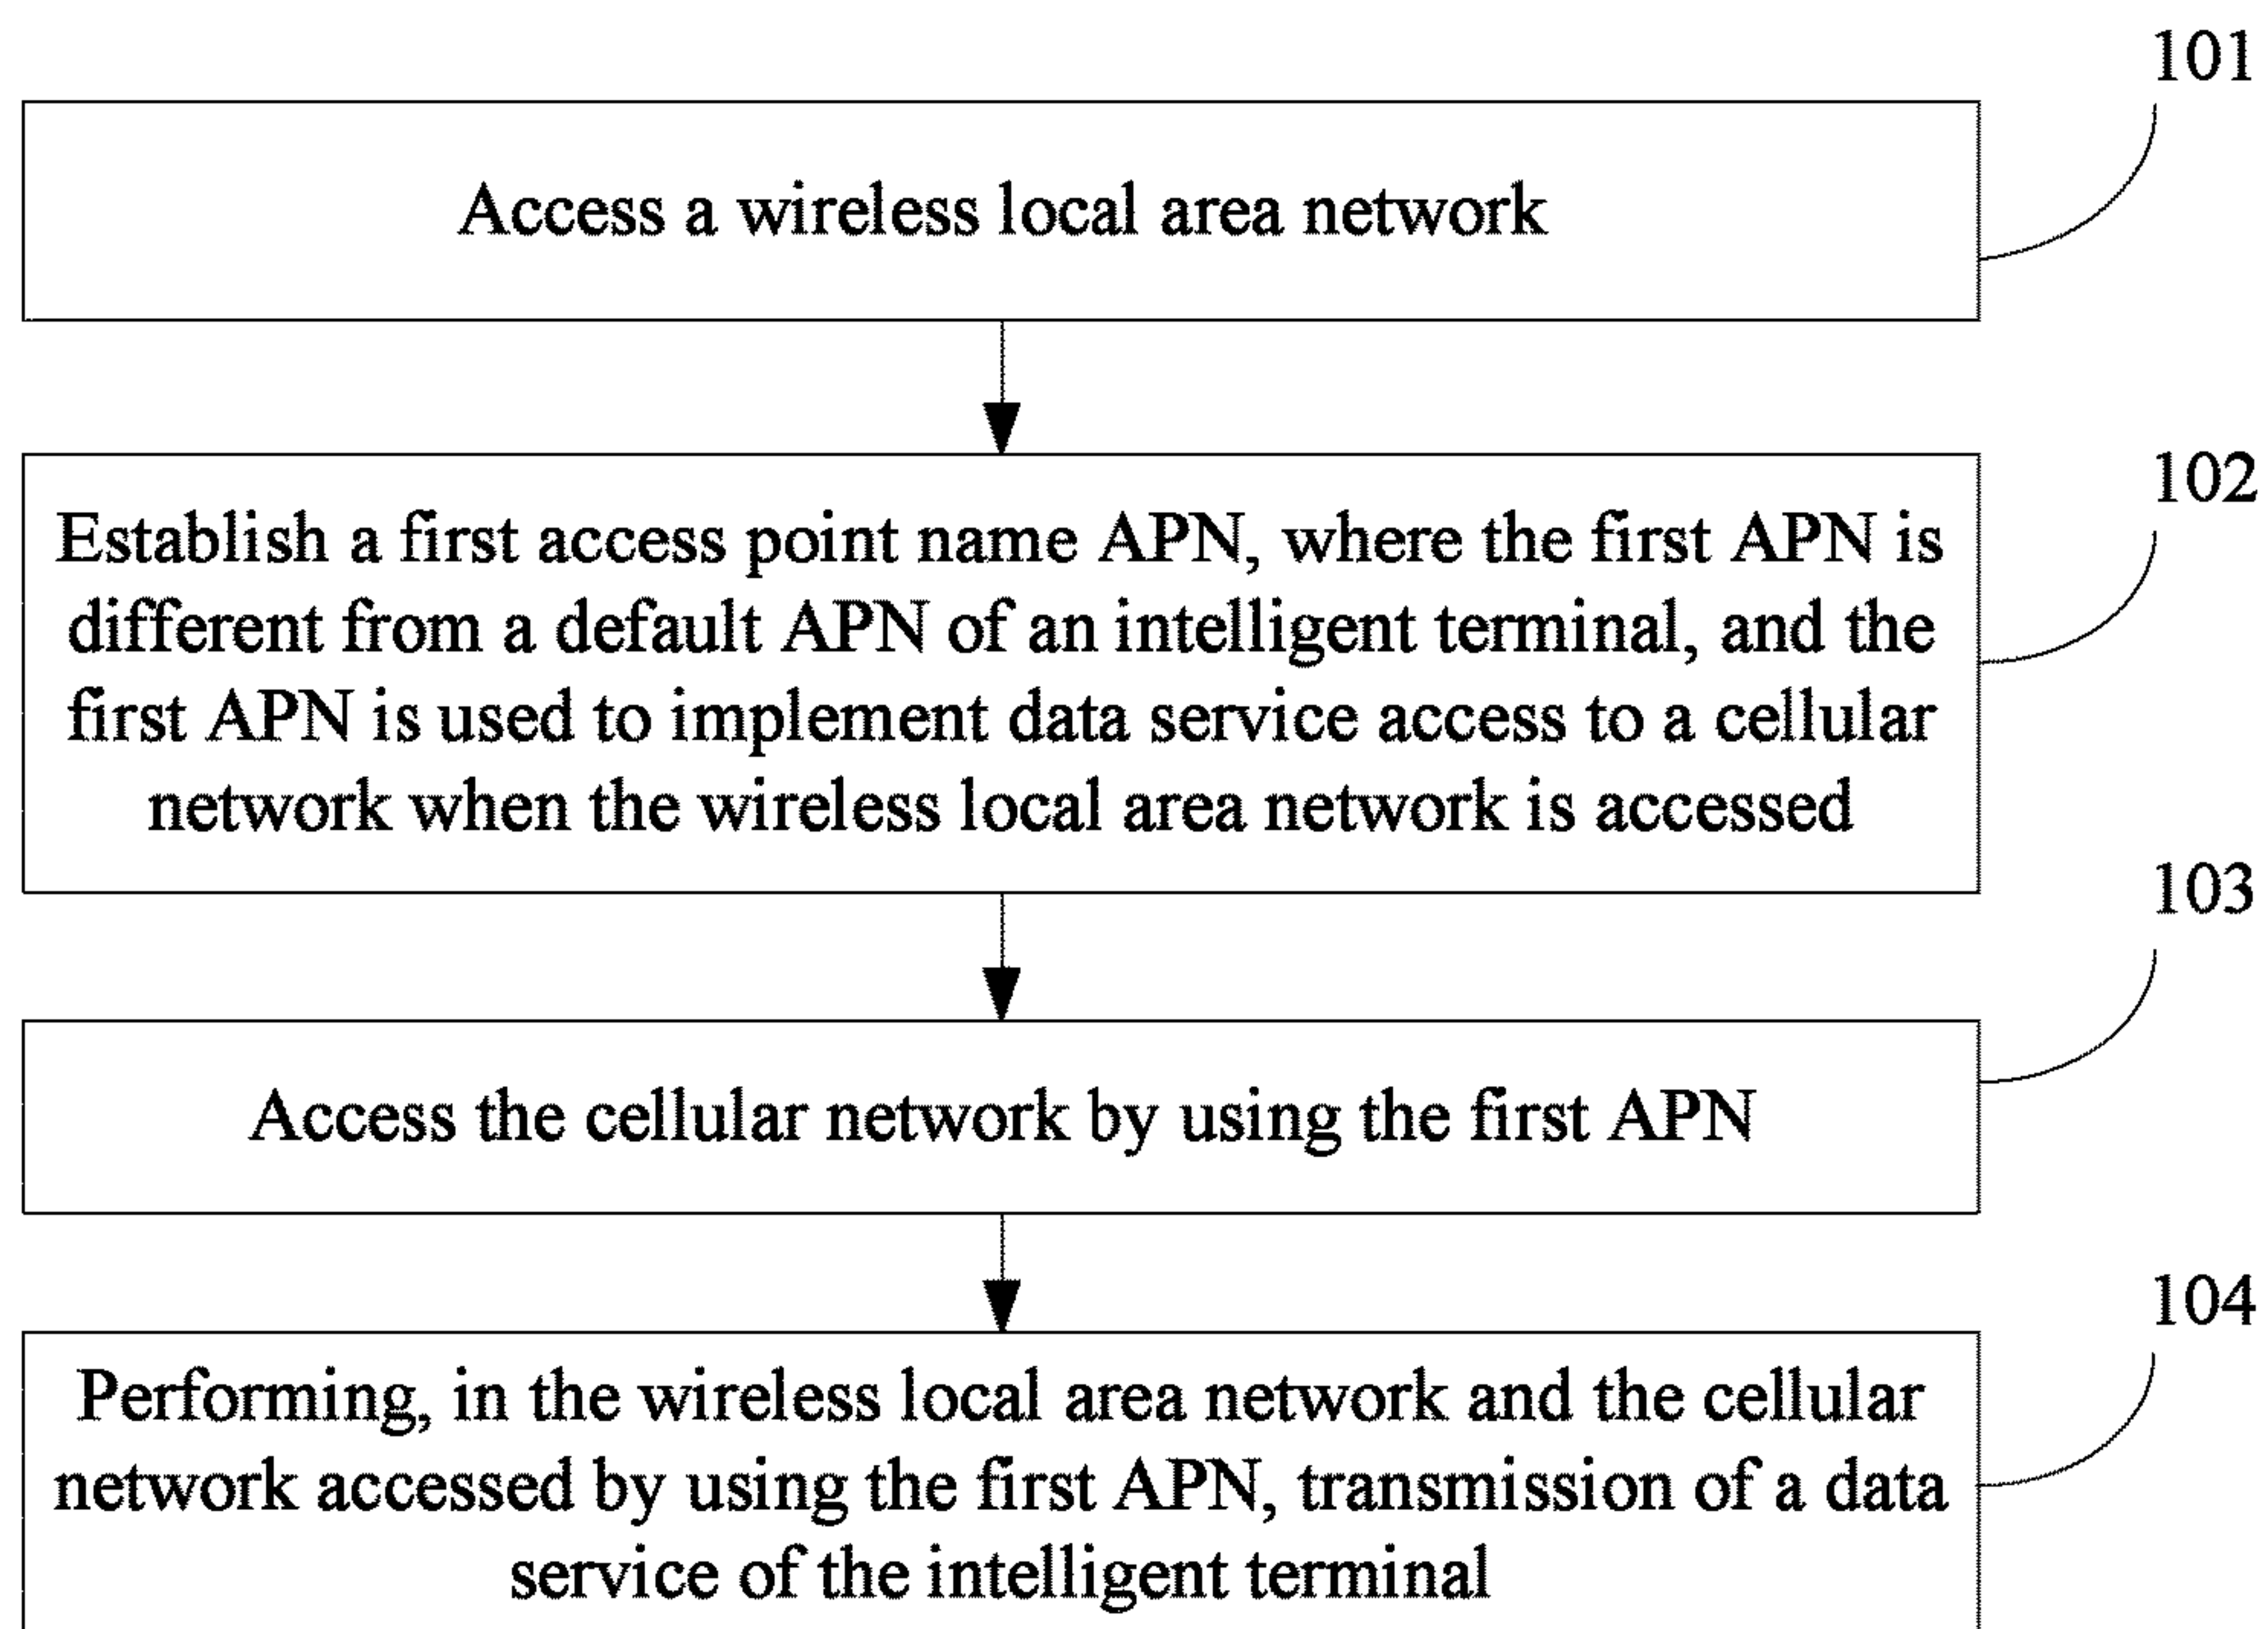 101
Access a wireless local area network
102
Establish a first access point name APN, where the first APN is
different from a default APN of an intelligent terminal, and the
first APN is used to implement data service access to a cellular
network when the wireless local area network is accessed
103
Access the cellular network by using the first APN
104
Performing, in the wireless local area network and the cellular
network accessed by using the first APN, transmission of a data
service of the intelligent terminal